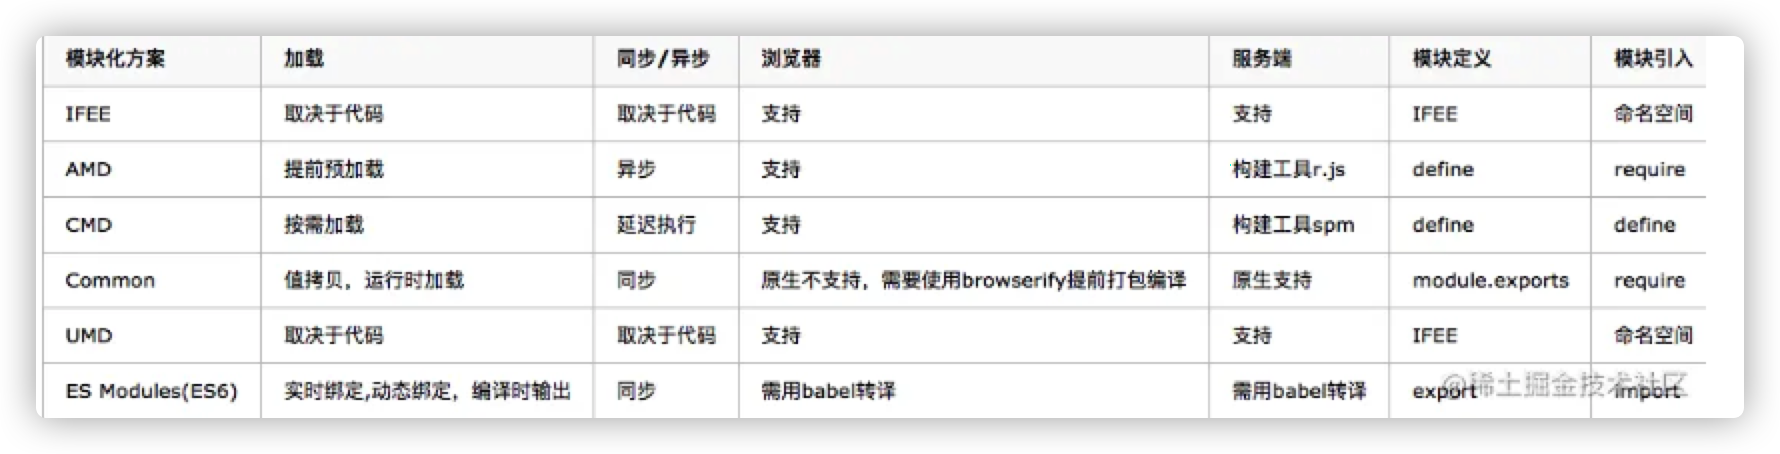 模块化方案 加载 同步/异步 浏览器 服务端 模块定义 模块引入
IFEE 取决于代码 取决于代码 支持 支持 IFEE 命名空间
AMD 提前预加载 异步 支持 构建工具r.js define require
CMD 按需加载 延迟执行 支持 构建工具spm define define
Common 值拷贝，运行时加载 同步 原生不支持，需要使用browserify提前打包编译 原生支持 module.exports require
UMD 取决于代码 取决于代码 支持 支持 IFEE 命名空间
ES Modules(ES6) 实时绑定,动态绑定，编译时输出 同步 需用babel转译 需用babel转译 export import
@稀土掘金技术社区